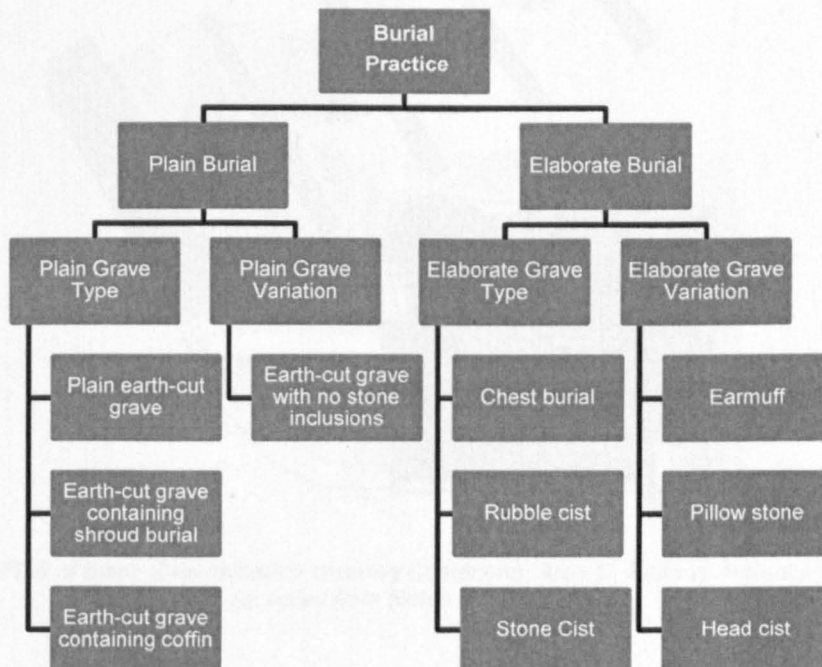 Burial
Practice
Plain Burial
Elaborate Burial
Plain Grave
Type
Plain Grave
Variation
Elaborate Grave
Type
Elaborate Grave
Variation
Plain earth-cut
grave
Earth-cut grave
with no stone
inclusions
Chest burial
Earmuff
Earth-cut grave
containing
shroud burial
Rubble cist
Pillow stone
Earth-cut grave
containing coffin
Stone Cist
Head cist